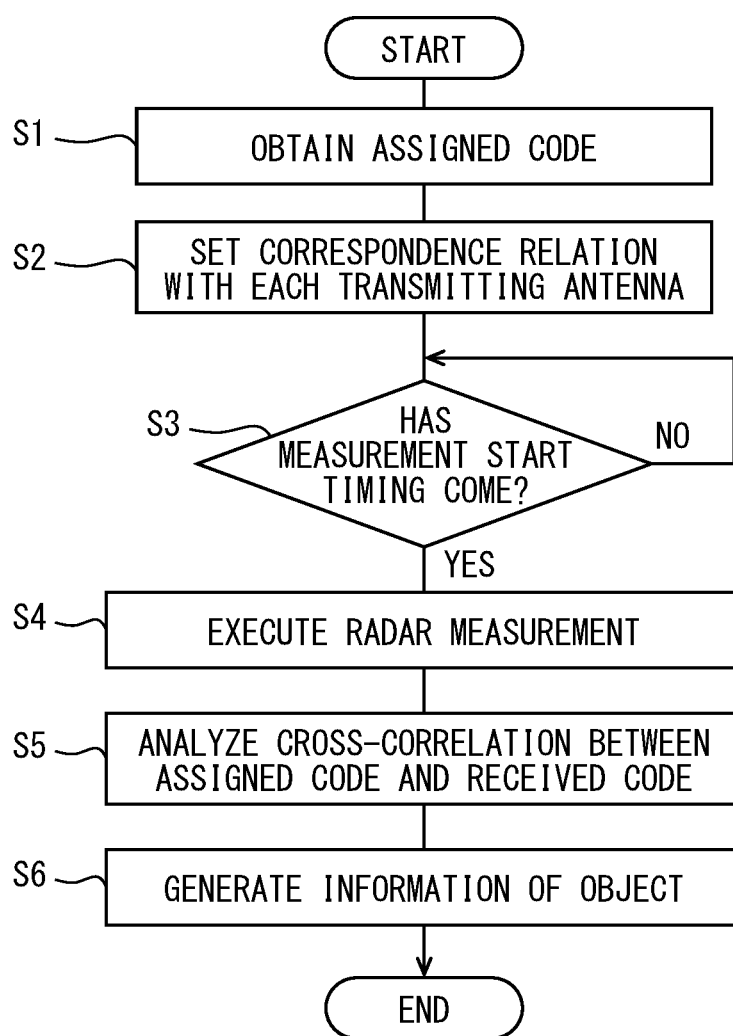 START
S1
OBTAIN ASSIGNED CODE
S2
SET CORRESPONDENCE RELATION
WITH EACH TRANSMITTING ANTENNA
S3
HAS
MEASUREMENT START
TIMING COME?
NO
YES
S4
EXECUTE RADAR MEASUREMENT
S5
ANALYZE CROSS-CORRELATION BETWEEN
ASSIGNED CODE AND RECEIVED CODE
S6
GENERATE INFORMATION OF OBJECT
END